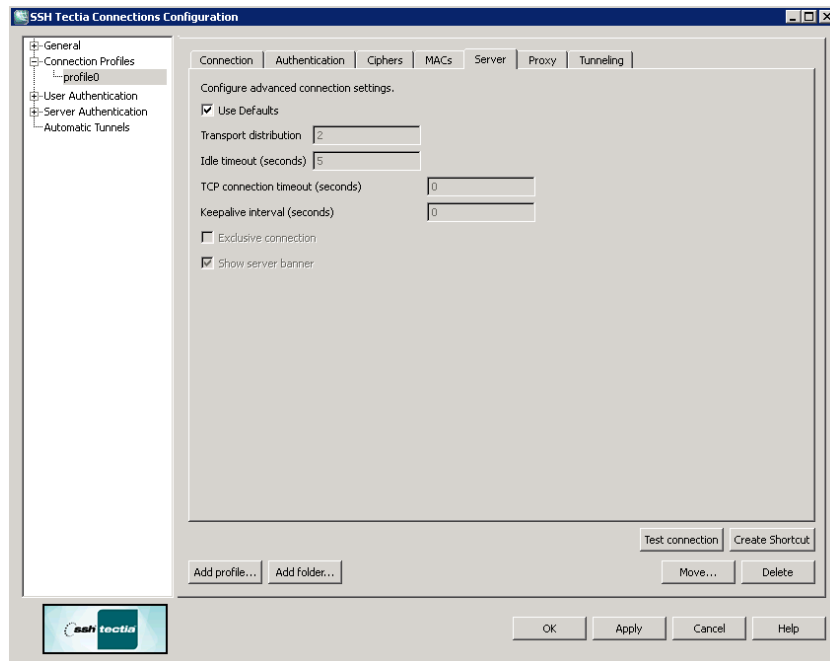 SSH Tectia Connections Configuration
General
Connection Profiles
profile0
User Authentication
Server Authentication
Automatic Tunnels
Connection Authentication Ciphers MACs Server Proxy Tunneling
Configure advanced connection settings.
Use Defaults
Transport distribution 2
Idle timeout (seconds) 5
TCP connection timeout (seconds) 0
Keepalive interval (seconds) 0
Exclusive connection
Show server banner
Test connection Create Shortcut
Add profile... Add folder... Move... Delete
ssh tectia
OK Apply Cancel Help